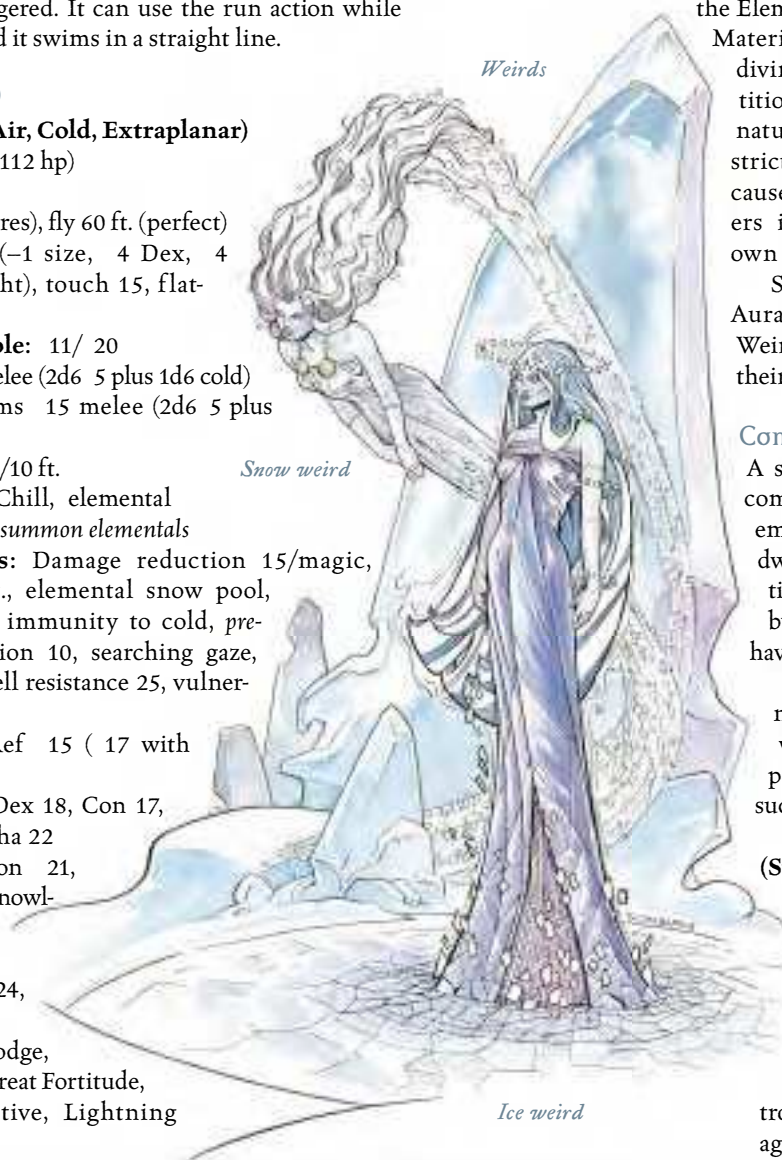 gered. It can use the run action while
d it swims in a straight line.
Air, Cold, Extraplanar)
112 hp)
res), fly 60 ft. (perfect)
(–1 size, 4 Dex, 4
ht), touch 15, flat-
ple: 11/ 20
elee (2d6 5 plus 1d6 cold)
ms 15 melee (2d6 5 plus
/10 ft.
Chill, elemental
summon elementals
s: Damage reduction 15/magic,
., elemental snow pool,
immunity to cold, pre-
ion 10, searching gaze,
ell resistance 25, vulner-
Ref 15 ( 17 with
Dex 18, Con 17,
ha 22
on 21,
nowl-
24,
odge,
reat Fortitude,
tive, Lightning
Weirds
Snow weird
Ice weird
the Elem
Materi
divin
titio
natu
strict
cause
ers i
own
S
Aura
Weir
their
Con
A s
com
em
dw
ti
b
hav
r
v
p
suc
(S
tro
ag